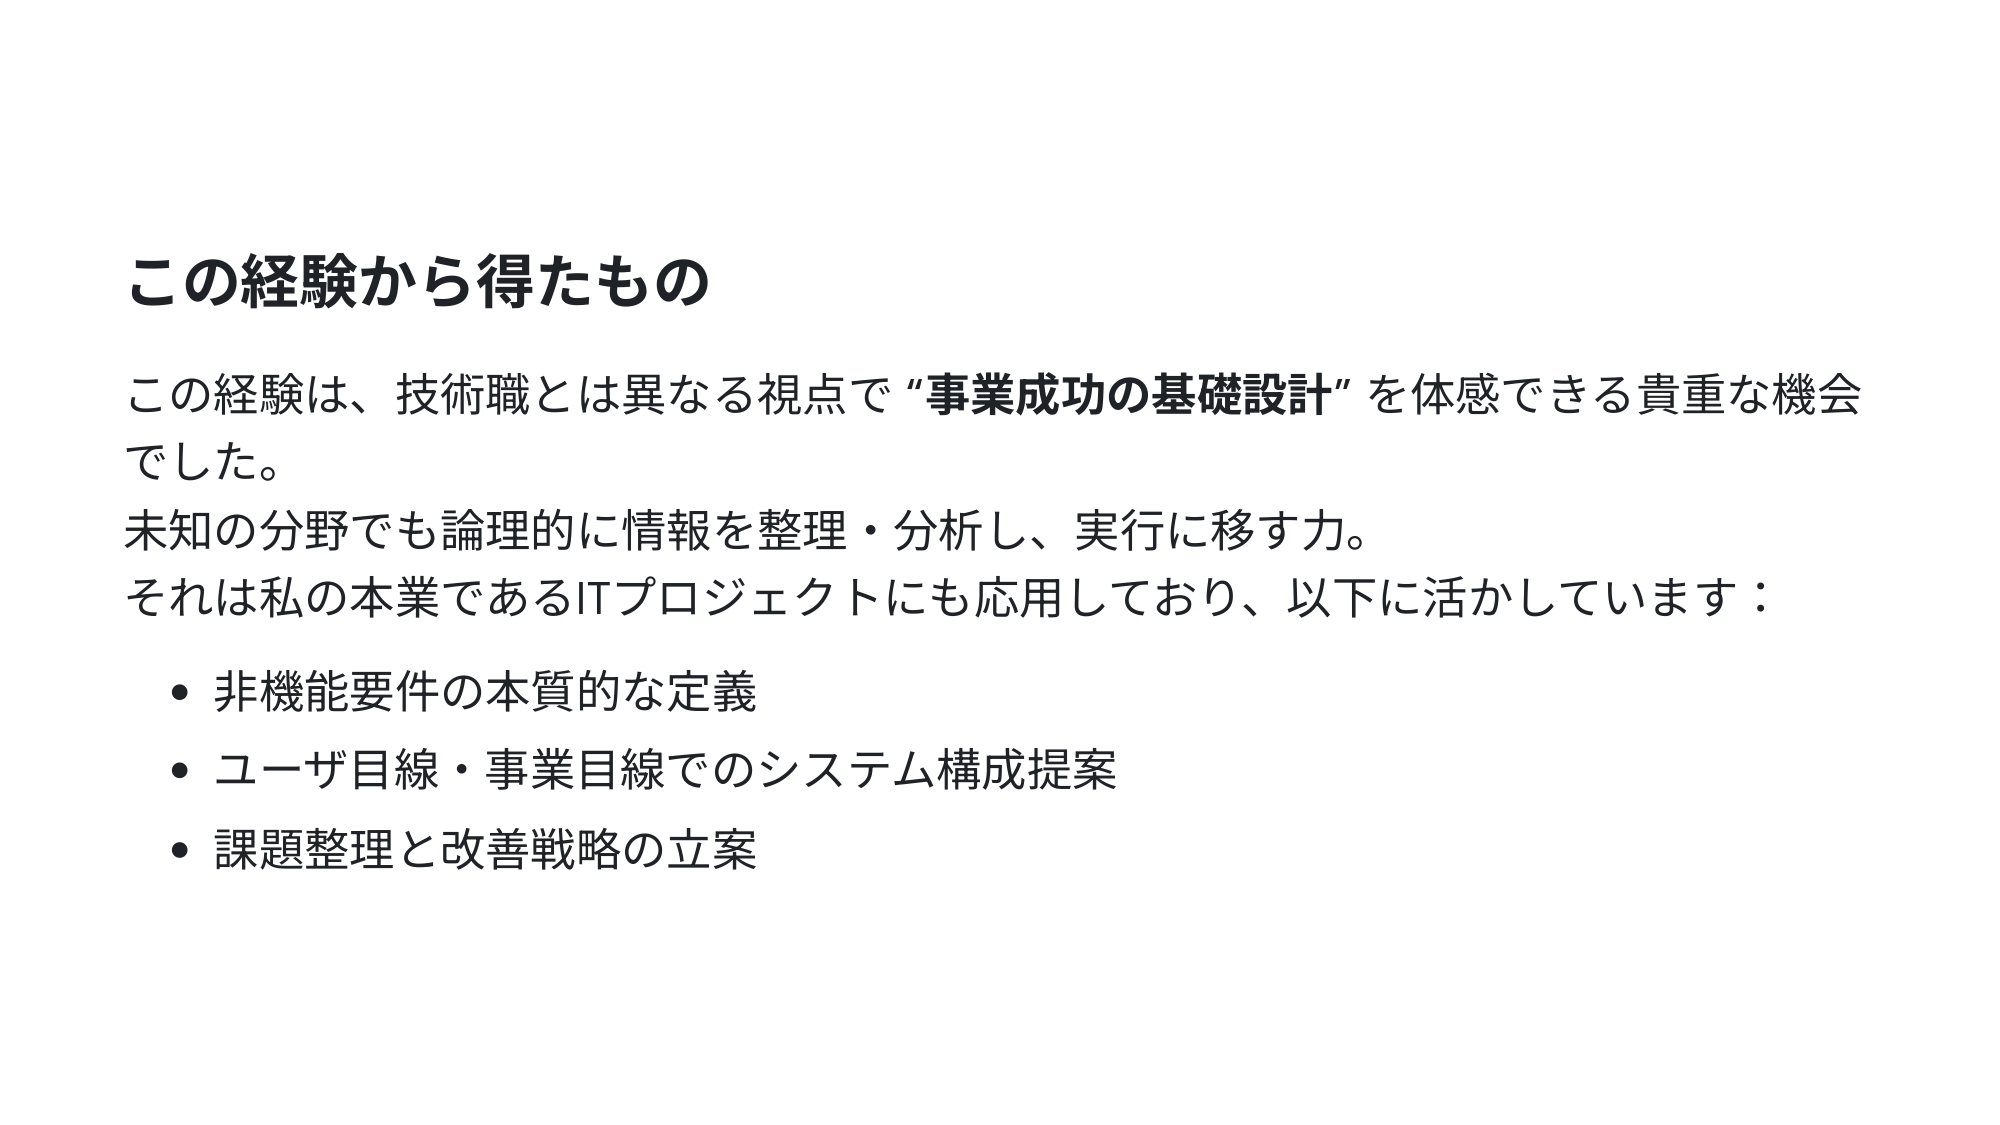 この経験から得たもの
この経験は、技術職とは異なる視点で “事業成功の基礎設計” を体感できる貴重な機会
でした。
未知の分野でも論理的に情報を整理・分析し、実行に移す力。
それは私の本業であるITプロジェクトにも応用しており、以下に活かしています：
• 非機能要件の本質的な定義
• ユーザ目線・事業目線でのシステム構成提案
• 課題整理と改善戦略の立案